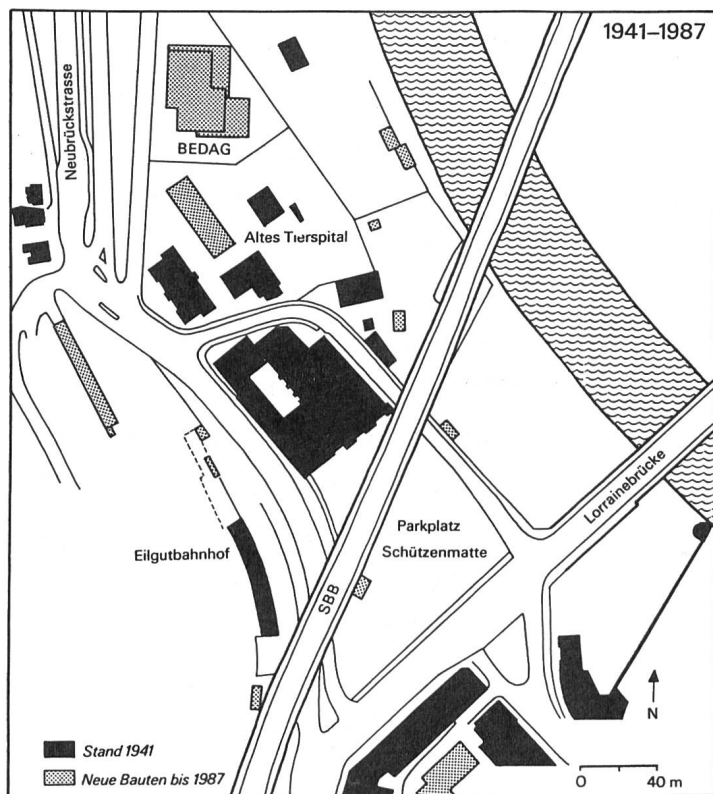 1941–1987
Neubrückstrasse
BEDAG
Altes Tierspital
Lorrainebrücke
Parkplatz
Schützenmatte
Eilgutbahnhof
SBB
N
Stand 1941
Neue Bauten bis 1987
0 40 m